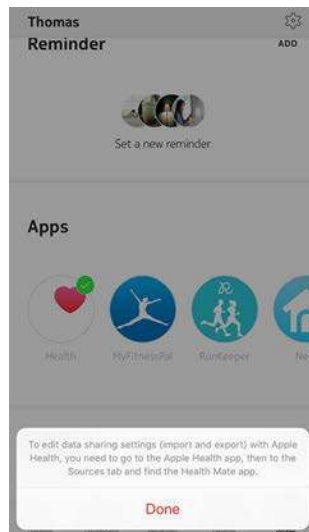 Thomas
Reminder
ADD
Set a new reminder
Apps
Health MyFitnessPal RunKeeper Ne
To edit data sharing settings (import and export) with Apple
Health, you need to go to the Apple Health app, then to the
Sources tab and find the Health Mate app.
Done